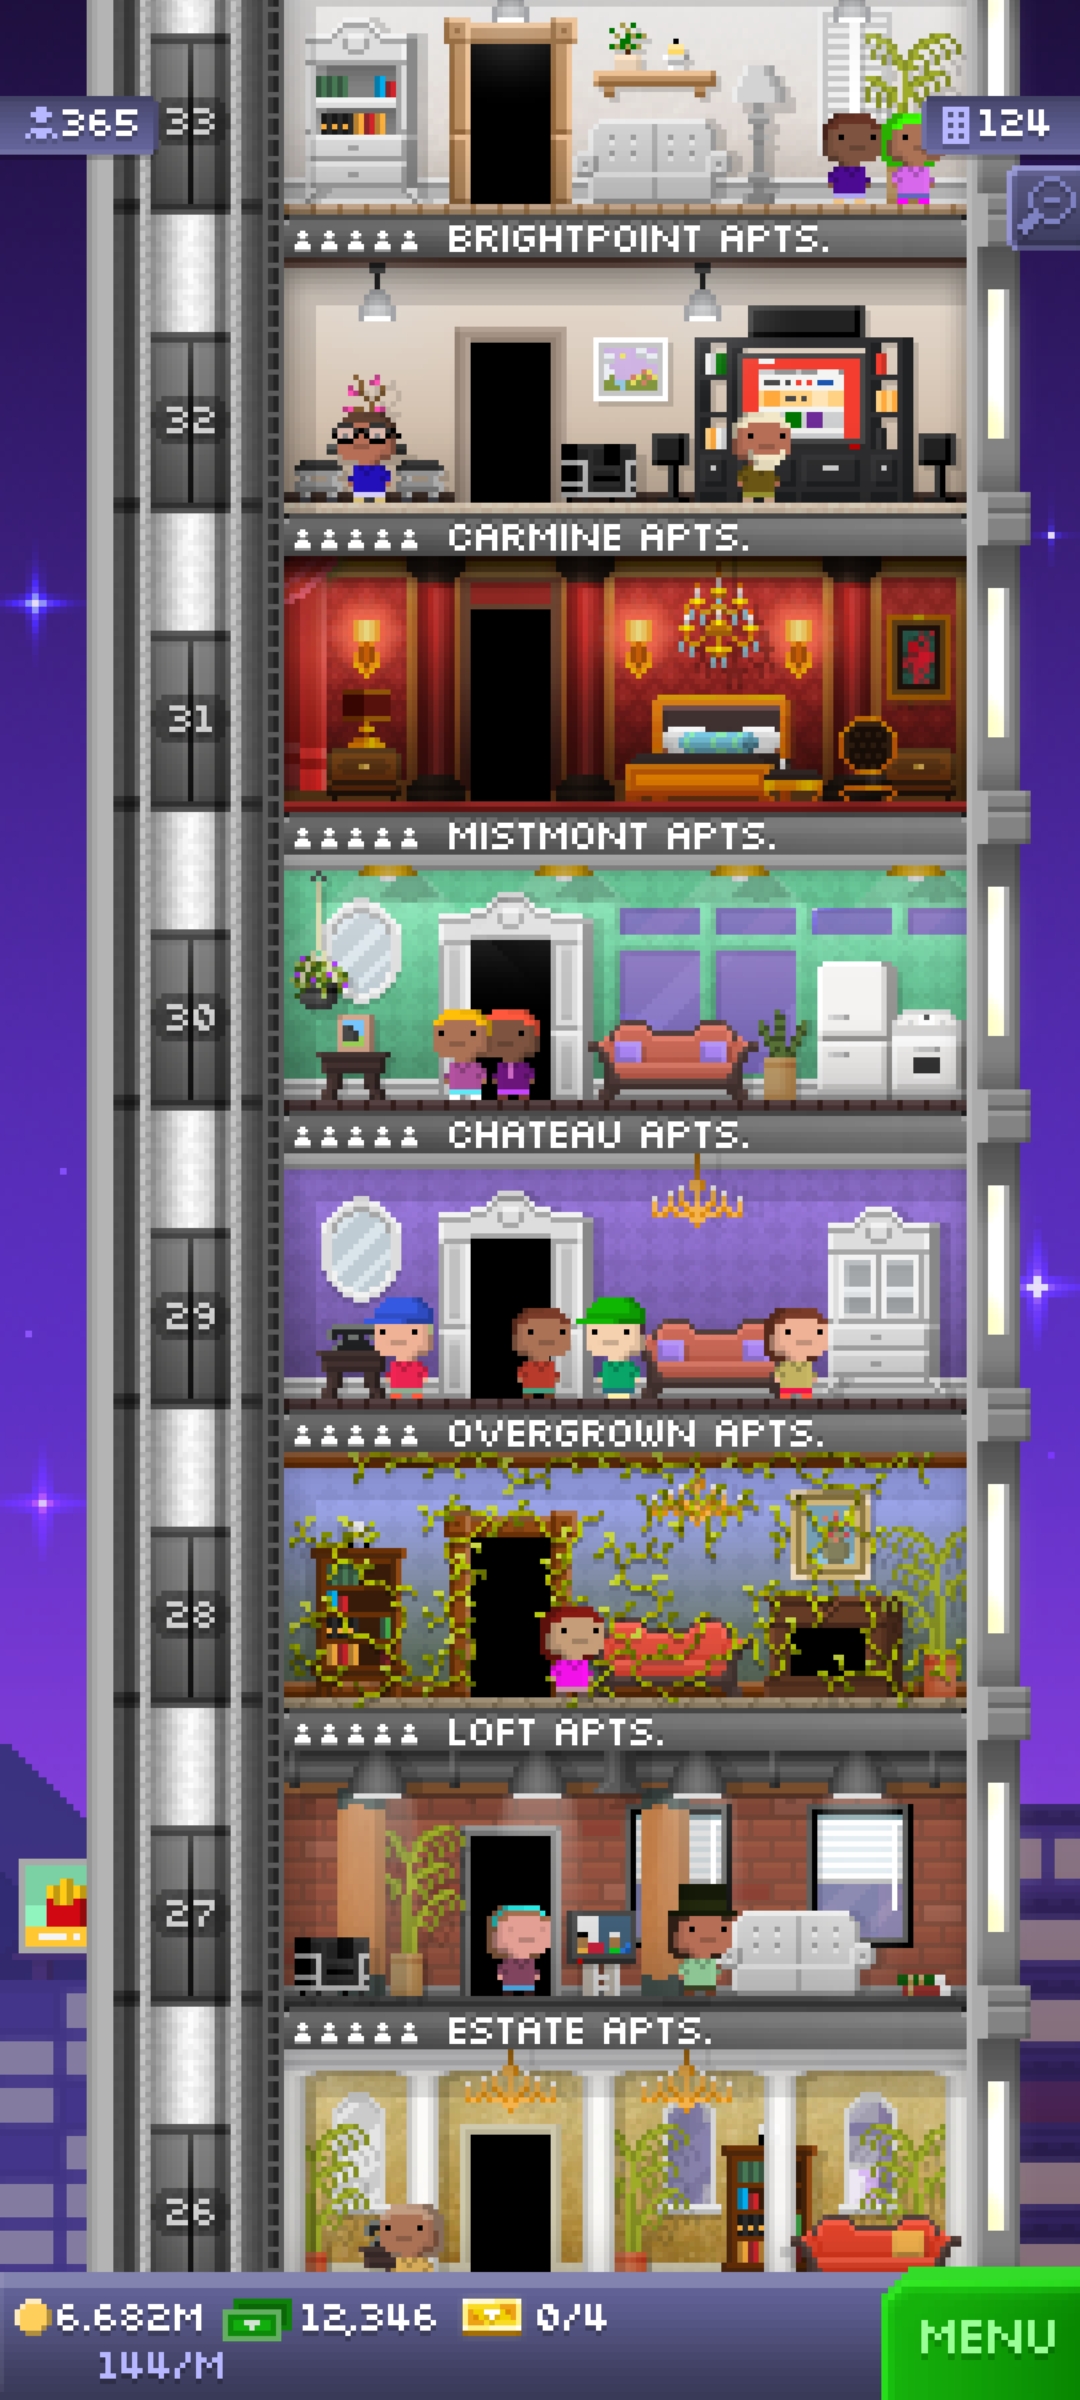 365
33
124
BRIGHTPOINT APTS.
32
CARMINE APTS.
31
MISTMONT APTS.
30
CHATEAU APTS.
29
OVERGROWN APTS.
28
LOFT APTS.
27
ESTATE APTS.
26
6.682M 12,346 0/4
144/M
MENU